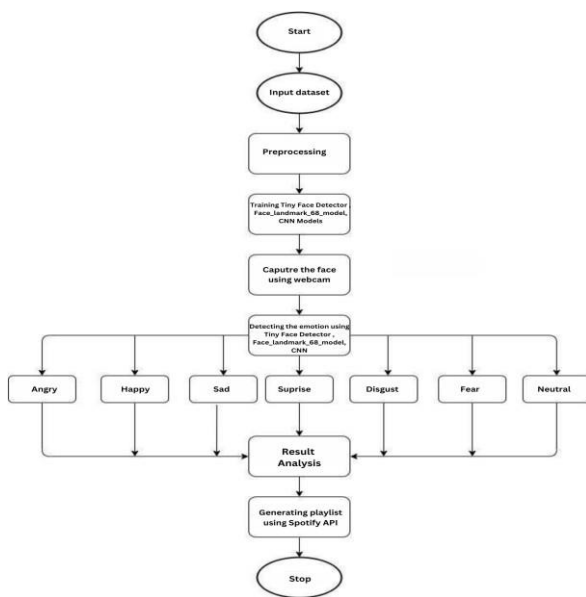 Start
Input dataset
Preprocessing
Training Tiny Face Detector
Face_landmark_68_model,
CNN Models
Caputre the face
using webcam
Detecting the emotion using
Tiny Face Detector ,
Face_landmark_68_model,
CNN
Angry
Happy
Sad
Suprise
Disgust
Fear
Neutral
Result
Analysis
Generating playlist
using Spotify API
Stop